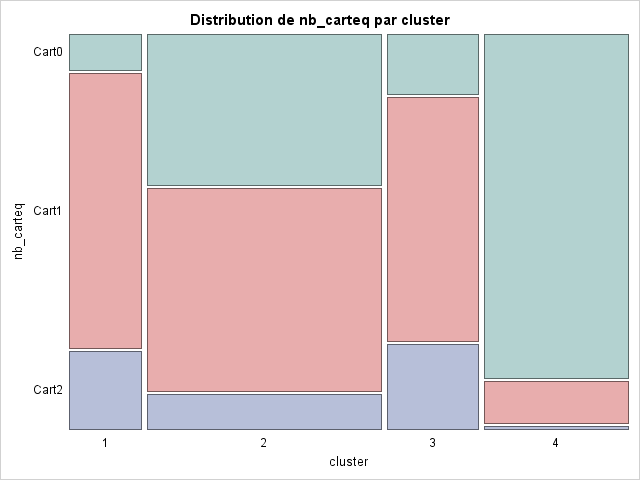 Distribution de nb_carteq par cluster
Cart0
Cart1
Cart2
nb_carteq
1 2 3 4
cluster